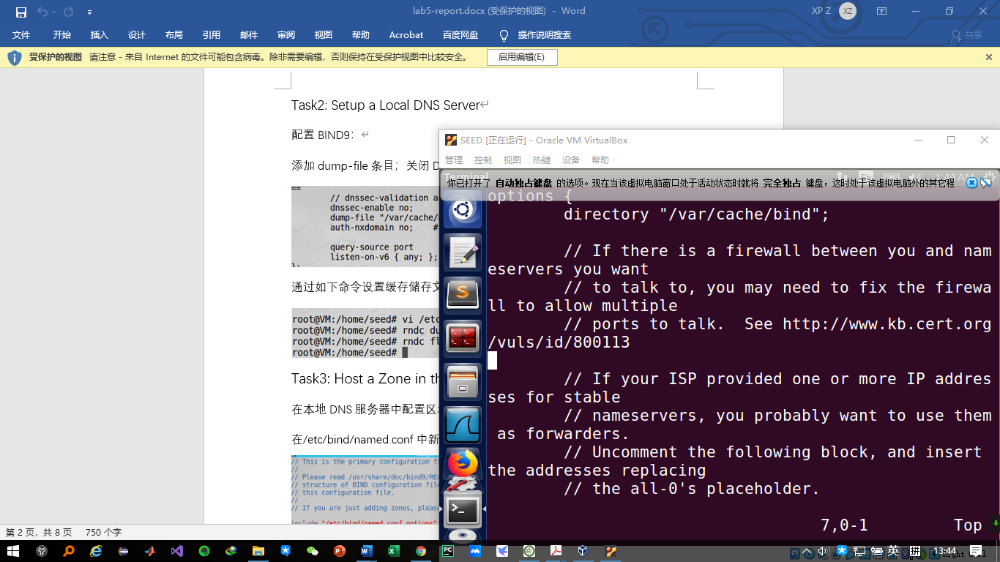 lab5-report.docx (受保护的视图) - Word
XP Z
XZ
文件 开始 插入 设计 布局 引用 邮件 审阅 视图 帮助 Acrobat 百度网盘 操作说明搜索
共享
受保护的视图 请注意 - 来自 Internet 的文件可能包含病毒。除非需要编辑，否则保持在受保护视图中比较安全。 启用编辑(E)
Task2: Setup a Local DNS Server
配置 BIND9：
添加 dump-file 条目；关闭 D
// dnssec-validation au
dnssec-enable no;
dump-file "/var/cache/
auth-nxdomain no; #
query-source port
listen-on-v6 { any; };
};
通过如下命令设置缓存储存文
root@VM:/home/seed# vi /etc
root@VM:/home/seed# rndc du
root@VM:/home/seed# rndc fl
root@VM:/home/seed#
Task3: Host a Zone in th
在本地 DNS 服务器中配置区
在/etc/bind/named.conf 中新
// This is the primary configuration fi
//
// Please read /usr/share/doc/bind9/REA
// structure of BIND configuration file
// this configuration file.
//
// If you are just adding zones, pleas
include "/etc/bind/named.conf.options"
第 2 页，共 8 页 750 个字
SEED [正在运行] - Oracle VM VirtualBox
管理 控制 视图 热键 设备 帮助
Terminal
1:44 AM
你已打开了 自动独占键盘 的选项。现在当该虚拟电脑窗口处于活动状态时就将 完全独占 键盘，这时处于该虚拟电脑外的其它程
options {
directory "/var/cache/bind";
// If there is a firewall between you and nam
eservers you want
// to talk to, you may need to fix the firewa
ll to allow multiple
// ports to talk.  See http://www.kb.cert.org
/vuls/id/800113
// If your ISP provided one or more IP addres
ses for stable
// nameservers, you probably want to use them
as forwarders.
// Uncomment the following block, and insert
the addresses replacing
// the all-0's placeholder.
7,0-1 Top
英 拼 13:44